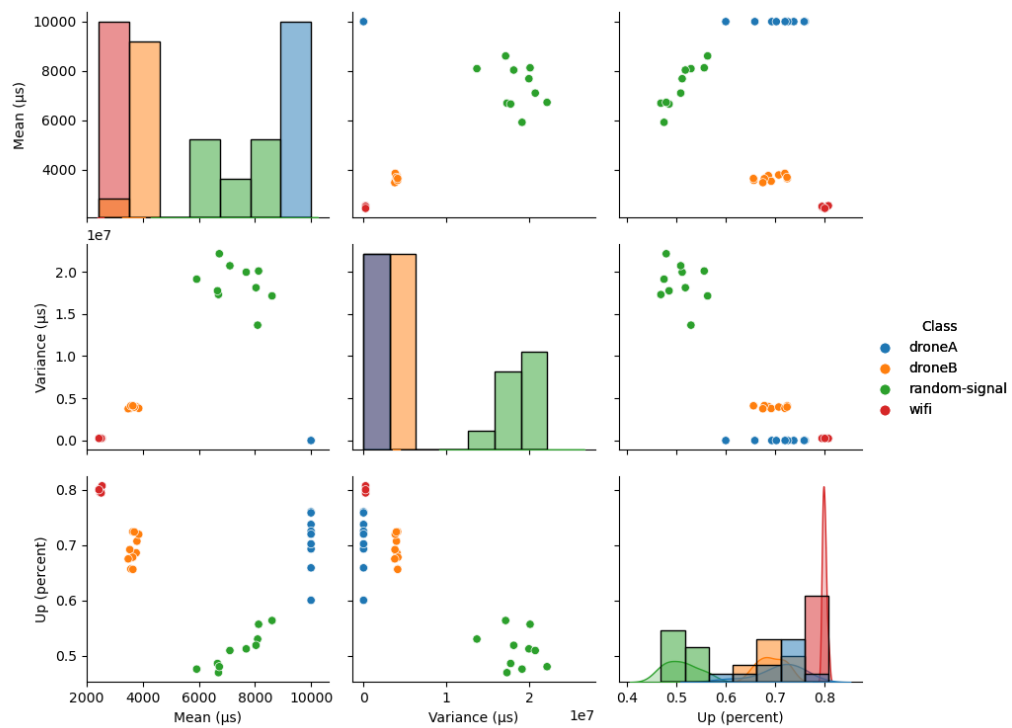 10000
8000
6000
4000
Mean (µs)
1e7
2.0
1.5
1.0
0.5
0.0
Variance (µs)
Class
droneA
droneB
random-signal
wifi
0.8
0.7
0.6
0.5
Up (percent)
2000 4000 6000 8000 10000
Mean (µs)
0 1 2
1e7
Variance (µs)
0.4 0.5 0.6 0.7 0.8
Up (percent)